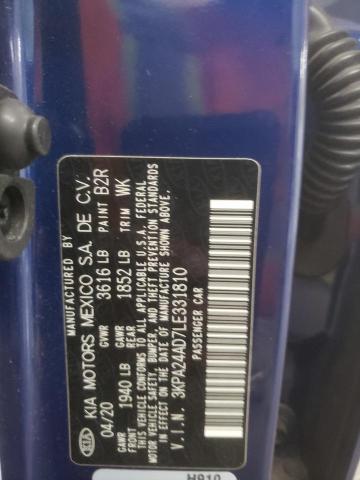 MANUFACTURED BY
KIA KIA MOTORS MEXICO S.A. DE C.V.
04/20 GVWR 3616 LB PAINT B2R
GAWR FRONT 1940 LB GAWR REAR 1852 LB TRIM WK
THIS VEHICLE CONFORMS TO ALL APPLICABLE U.S. FEDERAL
MOTOR VEHICLE SAFETY, BUMPER, AND THEFT PREVENTION STANDARDS
IN EFFECT ON THE DATE OF MANUFACTURE SHOWN ABOVE.
V.I.N. 3KPA24AD7LE331810
PASSENGER CAR
H910